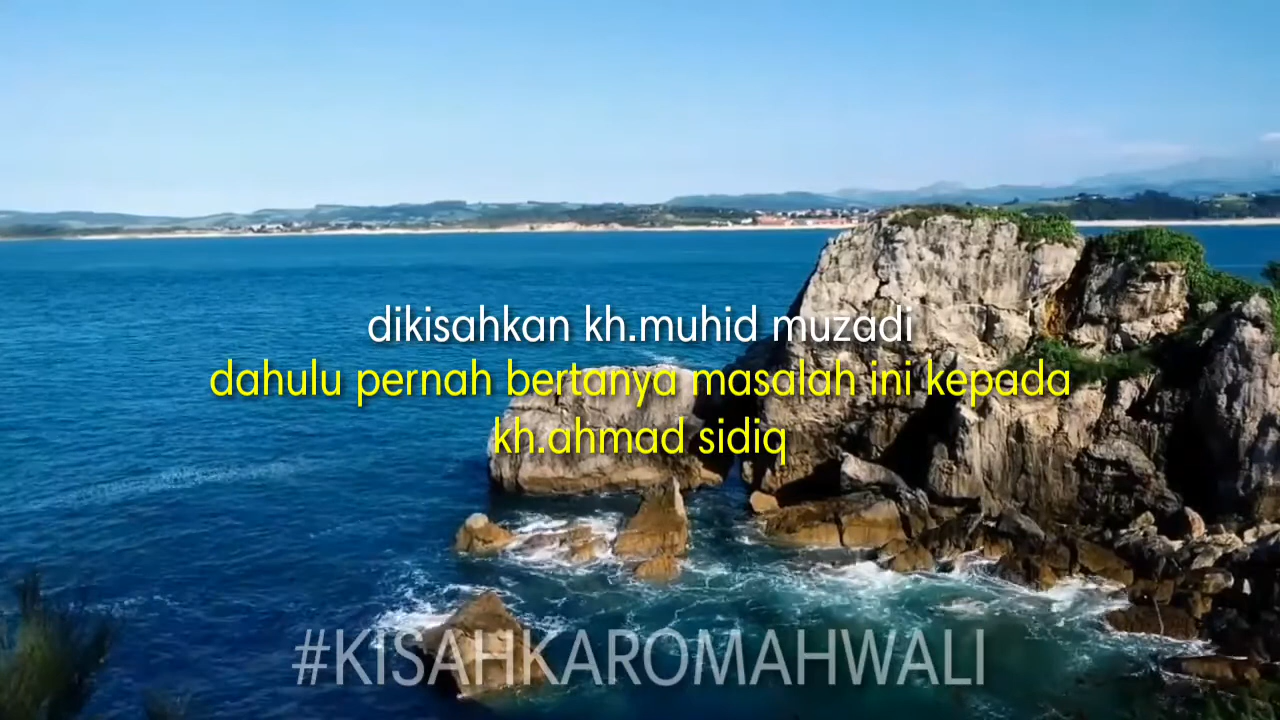 dikisahkan kh.muhid muzadi
dahulu pernah bertanya masalah ini kepada
kh.ahmad sidiq
#KISAHKAROMAHWALI